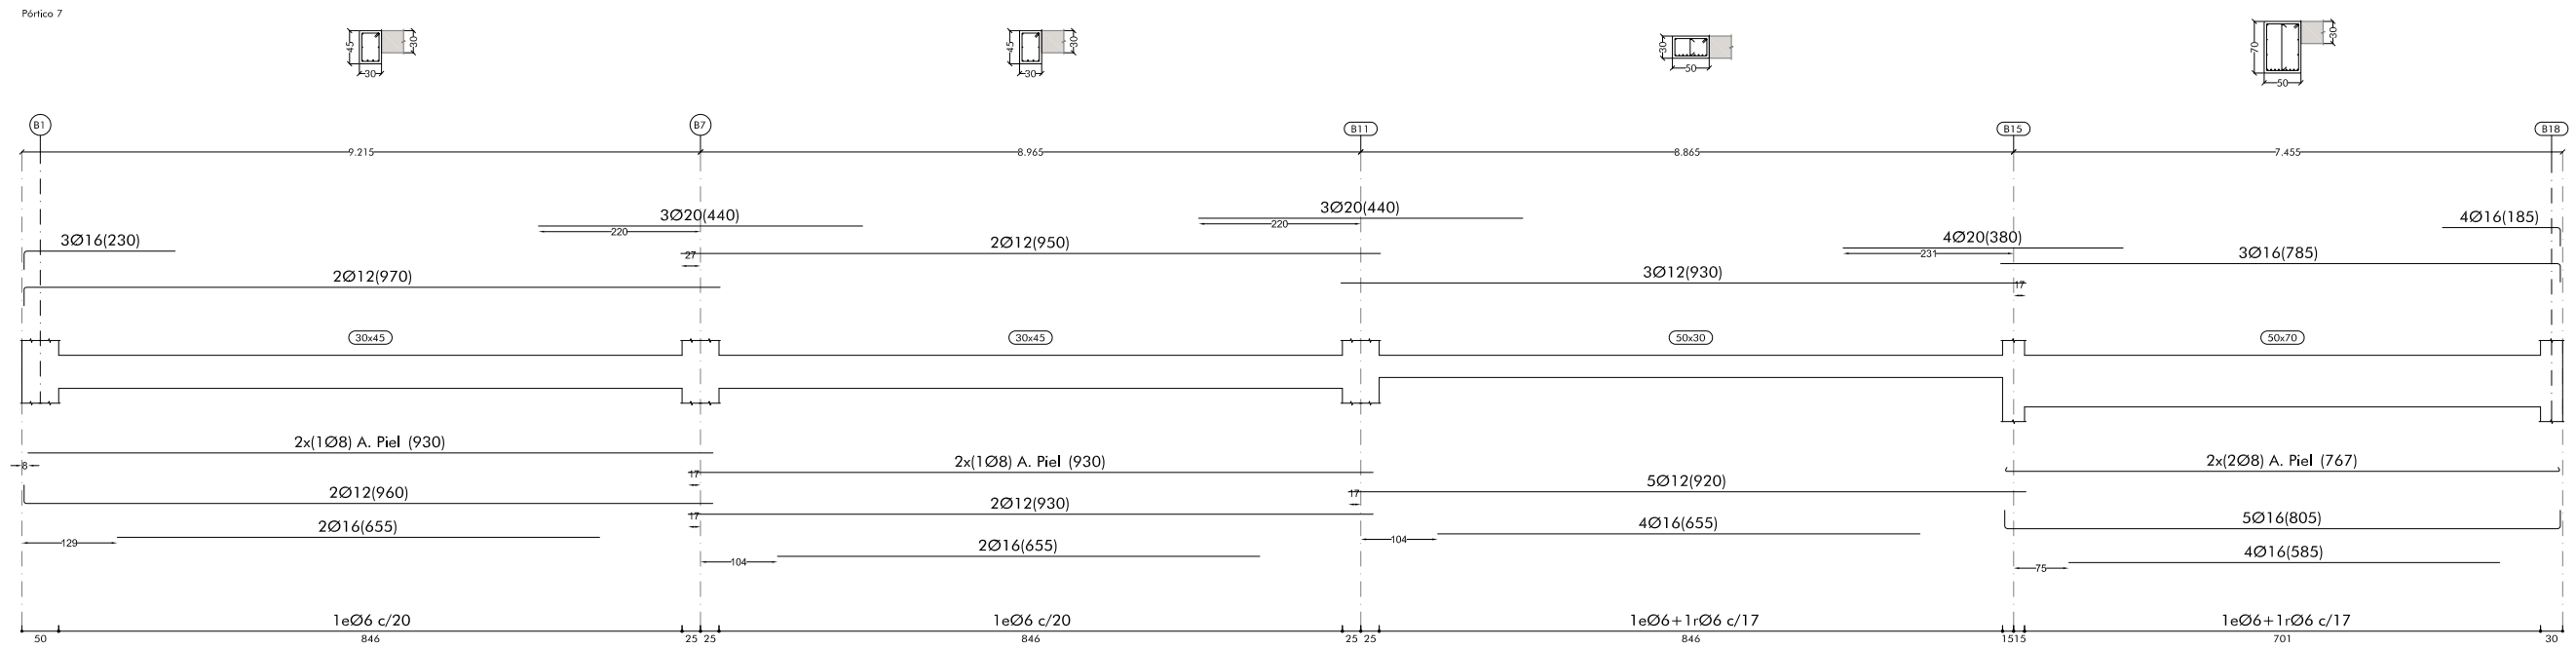 Pórtico 7
45
30
30
45
30
30
30
50
70
30
50
B1
B7
B11
B15
B18
9.215
8.965
8.865
7.455
3Ø20(440)
220
3Ø20(440)
220
4Ø16(185)
3Ø16(230)
2Ø12(950)
27
4Ø20(380)
231
3Ø16(785)
2Ø12(970)
3Ø12(930)
17
30x45
30x45
50x30
50x70
2x(1Ø8) A. Piel (930)
8
2x(1Ø8) A. Piel (930)
17
2x(2Ø8) A. Piel (767)
2Ø12(960)
2Ø12(930)
17
5Ø12(920)
17
5Ø16(805)
2Ø16(655)
129
2Ø16(655)
104
4Ø16(655)
104
4Ø16(585)
75
1eØ6 c/20
1eØ6 c/20
1eØ6+1rØ6 c/17
1eØ6+1rØ6 c/17
50
846
25
25
846
25
25
846
15
15
701
30